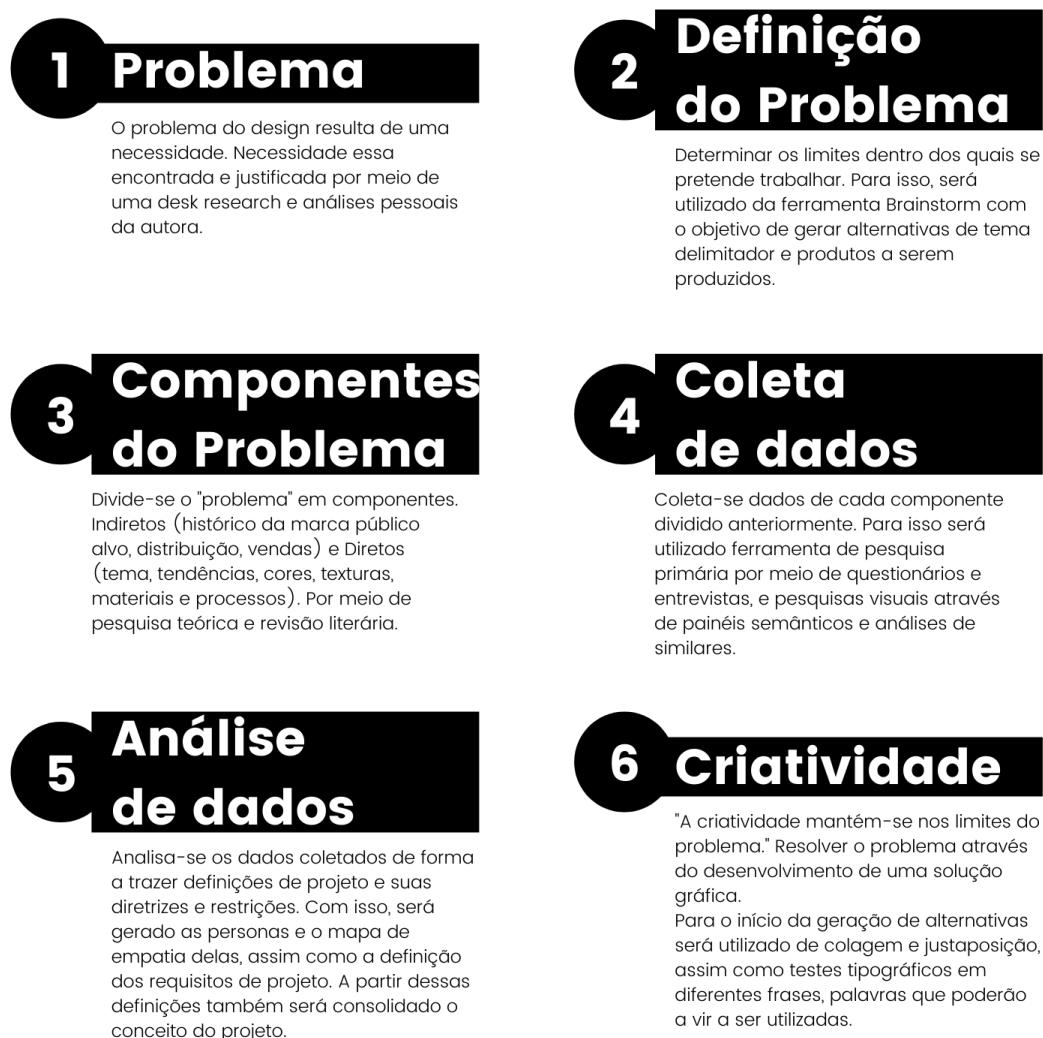 1
Problema
O problema do design resulta de uma
necessidade. Necessidade essa
encontrada e justificada por meio de
uma desk research e análises pessoais
da autora.
2
Definição
do Problema
Determinar os limites dentro dos quais se
pretende trabalhar. Para isso, será
utilizado da ferramenta Brainstorm com
o objetivo de gerar alternativas de tema
delimitador e produtos a serem
produzidos.
3
Componentes
do Problema
Divide-se o "problema" em componentes.
Indiretos (histórico da marca público
alvo, distribuição, vendas) e Diretos
(tema, tendências, cores, texturas,
materiais e processos). Por meio de
pesquisa teórica e revisão literária.
4
Coleta
de dados
Coleta-se dados de cada componente
dividido anteriormente. Para isso será
utilizado ferramenta de pesquisa
primária por meio de questionários e
entrevistas, e pesquisas visuais através
de painéis semânticos e análises de
similares.
5
Análise
de dados
Analisa-se os dados coletados de forma
a trazer definições de projeto e suas
diretrizes e restrições. Com isso, será
gerado as personas e o mapa de
empatia delas, assim como a definição
dos requisitos de projeto. A partir dessas
definições também será consolidado o
conceito do projeto.
6
Criatividade
"A criatividade mantém-se nos limites do
problema." Resolver o problema através
do desenvolvimento de uma solução
gráfica.
Para o início da geração de alternativas
será utilizado de colagem e justaposição,
assim como testes tipográficos em
diferentes frases, palavras que poderão
a vir a ser utilizadas.